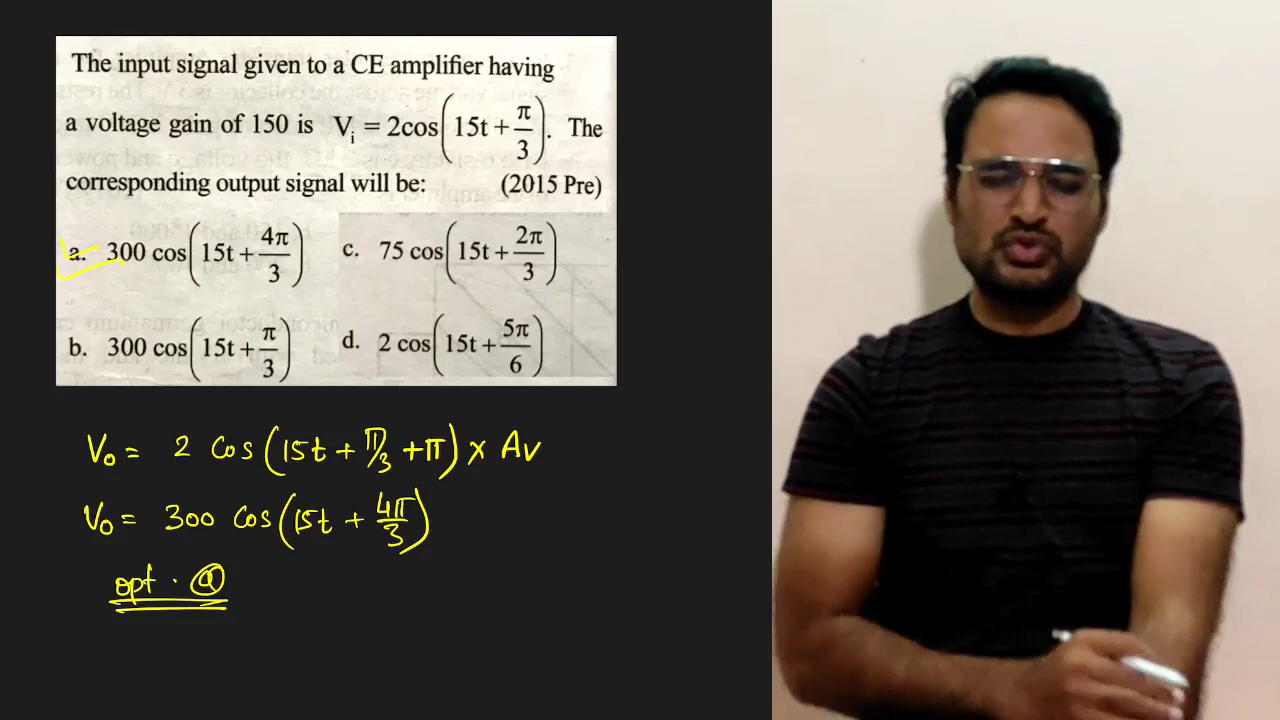 The input signal given to a CE amplifier having
a voltage gain of 150 is Vᵢ = 2cos(15t + π/3). The
corresponding output signal will be: (2015 Pre)
a. 300 cos(15t + 4π/3) c. 75 cos(15t + 2π/3)
b. 300 cos(15t + π/3) d. 2 cos(15t + 5π/6)
V₀ = 2 Cos(15t + π/3 + π) × Av
V₀ = 300 Cos(15t + 4π/3)
opt. ⓐ